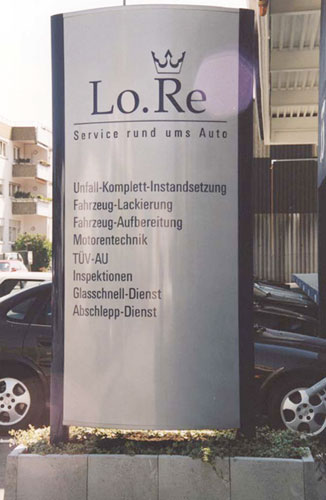 Lo.Re
Service rund ums Auto
Unfall-Komplett-Instandsetzung
Fahrzeug-Lackierung
Fahrzeug-Aufbereitung
Motorentechnik
TÜV-AU
Inspektionen
Glasschnell-Dienst
Abschlepp-Dienst